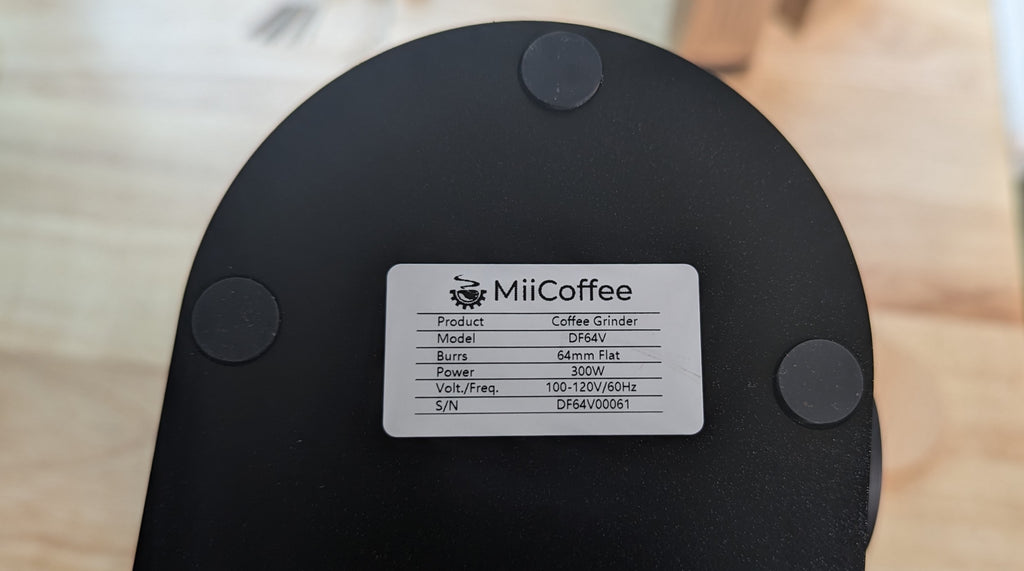 MiiCoffee
Product Coffee Grinder
Model DF64V
Burrs 64mm Flat
Power 300W
Volt./Freq. 100-120V/60Hz
S/N DF64V00061